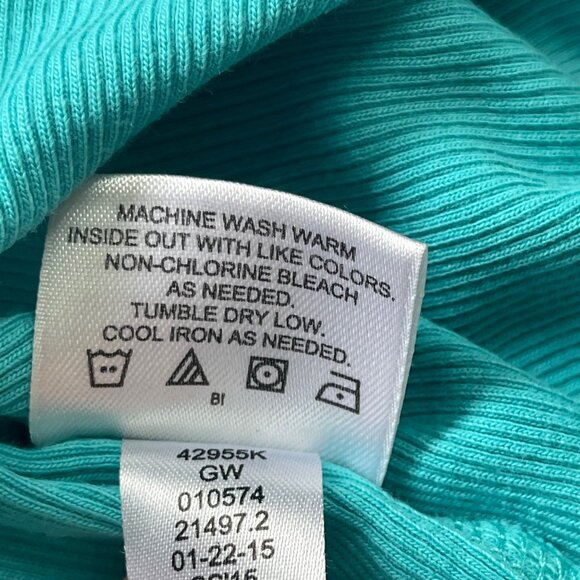 MACHINE WASH WARM
INSIDE OUT WITH LIKE COLORS.
NON-CHLORINE BLEACH
AS NEEDED.
TUMBLE DRY LOW.
COOL IRON AS NEEDED.
BI
42955K
GW
010574
21497.2
01-22-15